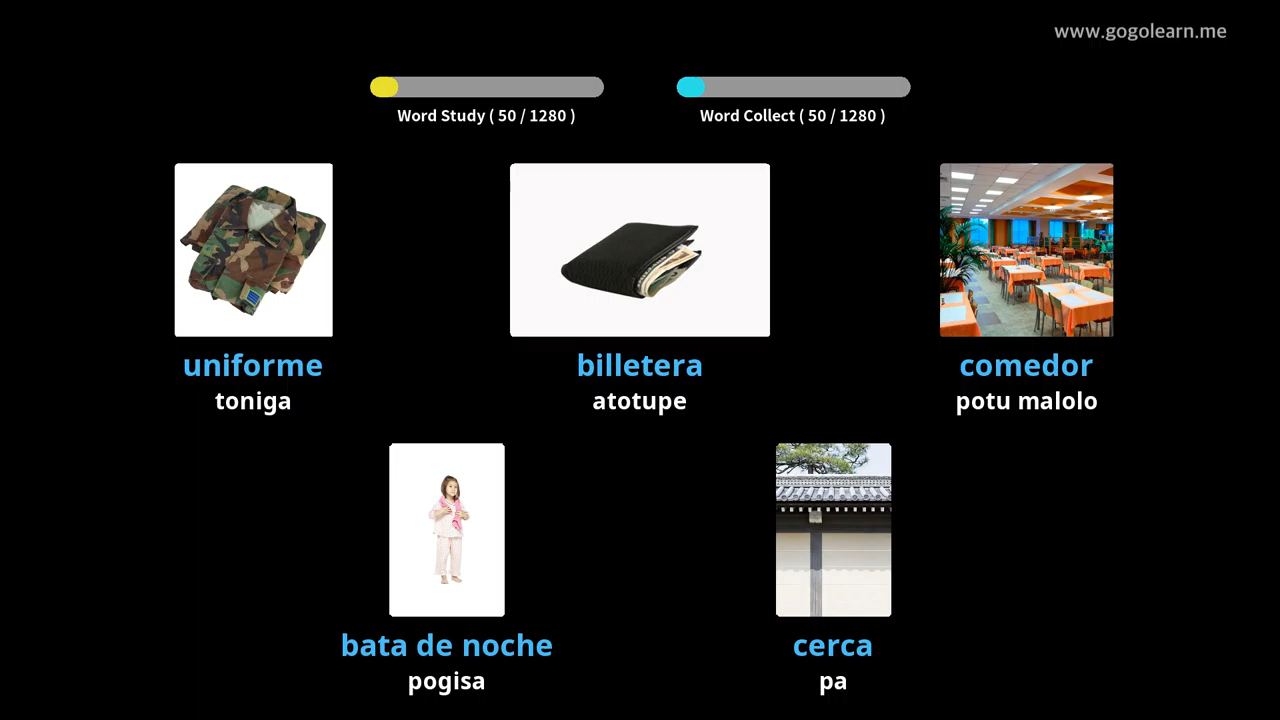 www.gogolearn.me
Word Study ( 50 / 1280 )
Word Collect ( 50 / 1280 )
uniforme
toniga
billetera
atotupe
comedor
potu malolo
bata de noche
pogisa
cerca
pa